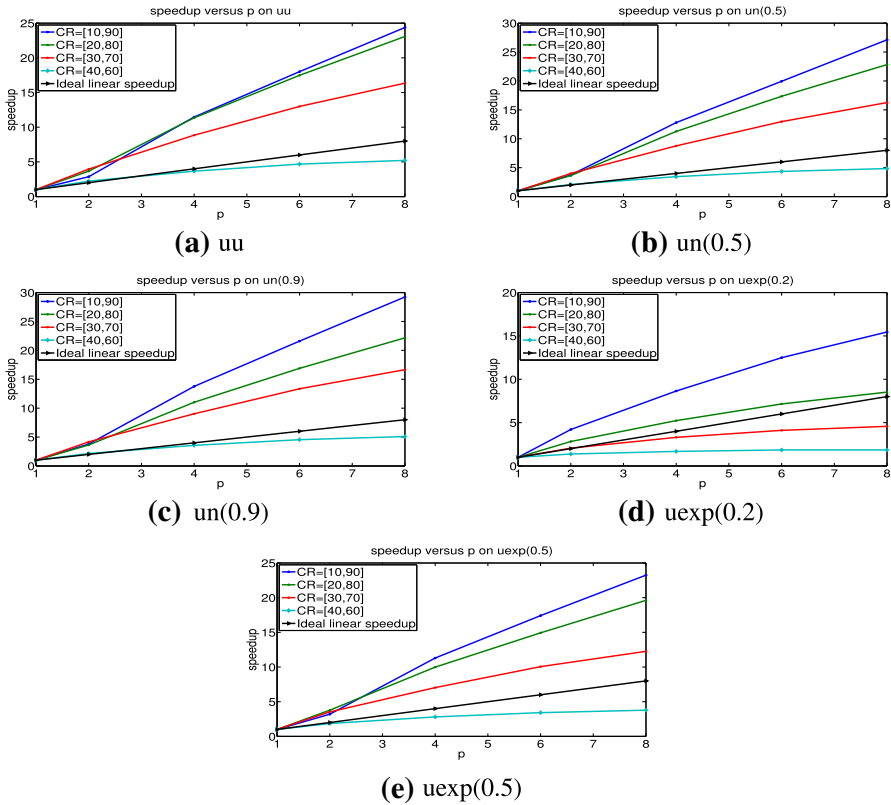 speedup versus p on uu
25
20
15
10
5
0
speedup
CR=[10,90]
CR=[20,80]
CR=[30,70]
CR=[40,60]
Ideal linear speedup
1 2 3 4 5 6 7 8
p
(a) uu
speedup versus p on un(0.5)
30
25
20
15
10
5
0
speedup
CR=[10,90]
CR=[20,80]
CR=[30,70]
CR=[40,60]
Ideal linear speedup
1 2 3 4 5 6 7 8
p
(b) un(0.5)
speedup versus p on un(0.9)
30
25
20
15
10
5
0
speedup
CR=[10,90]
CR=[20,80]
CR=[30,70]
CR=[40,60]
Ideal linear speedup
1 2 3 4 5 6 7 8
p
(c) un(0.9)
speedup versus p on uexp(0.2)
20
15
10
5
0
speedup
CR=[10,90]
CR=[20,80]
CR=[30,70]
CR=[40,60]
Ideal linear speedup
1 2 3 4 5 6 7 8
p
(d) uexp(0.2)
speedup versus p on uexp(0.5)
25
20
15
10
5
0
speedup
CR=[10,90]
CR=[20,80]
CR=[30,70]
CR=[40,60]
Ideal linear speedup
1 2 3 4 5 6 7 8
p
(e) uexp(0.5)